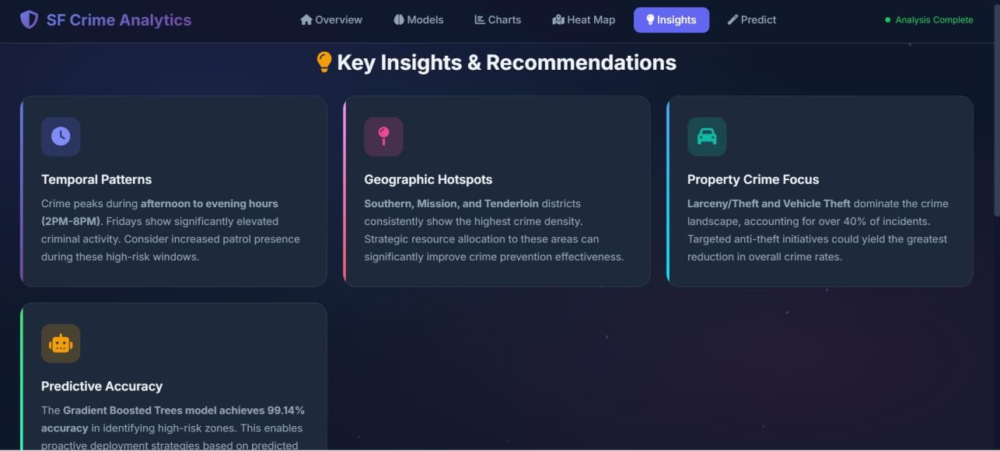 SF Crime Analytics
Overview
Models
Charts
Heat Map
Insights
Predict
Analysis Complete
Key Insights & Recommendations
Temporal Patterns
Crime peaks during afternoon to evening hours
(2PM-8PM). Fridays show significantly elevated
criminal activity. Consider increased patrol presence
during these high-risk windows.
Geographic Hotspots
Southern, Mission, and Tenderloin districts
consistently show the highest crime density.
Strategic resource allocation to these areas can
significantly improve crime prevention effectiveness.
Property Crime Focus
Larceny/Theft and Vehicle Theft dominate the crime
landscape, accounting for over 40% of incidents.
Targeted anti-theft initiatives could yield the greatest
reduction in overall crime rates.
Predictive Accuracy
The Gradient Boosted Trees model achieves 99.14%
accuracy in identifying high-risk zones. This enables
proactive deployment strategies based on predicted